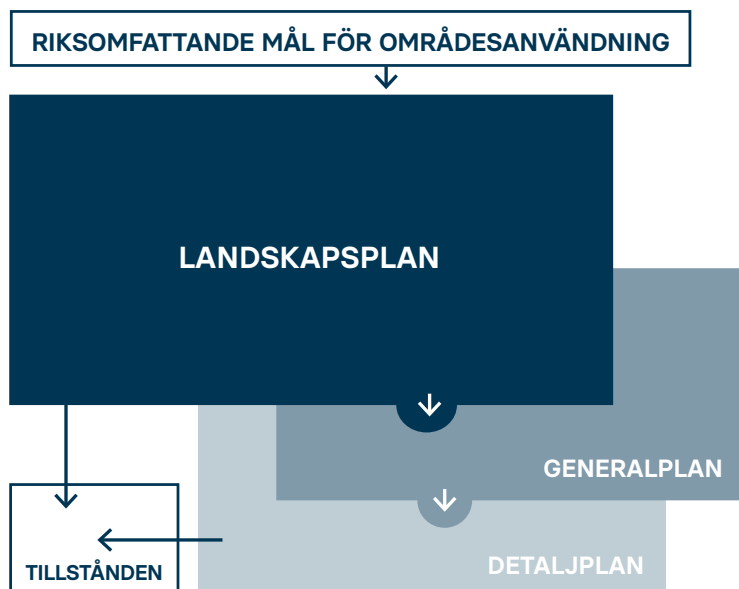 RIKSOMFATTANDE MÅL FÖR OMRÅDESANVÄNDNING
LANDSKAPSPLAN
GENERALPLAN
DETALJPLAN
TILLSTÅNDEN